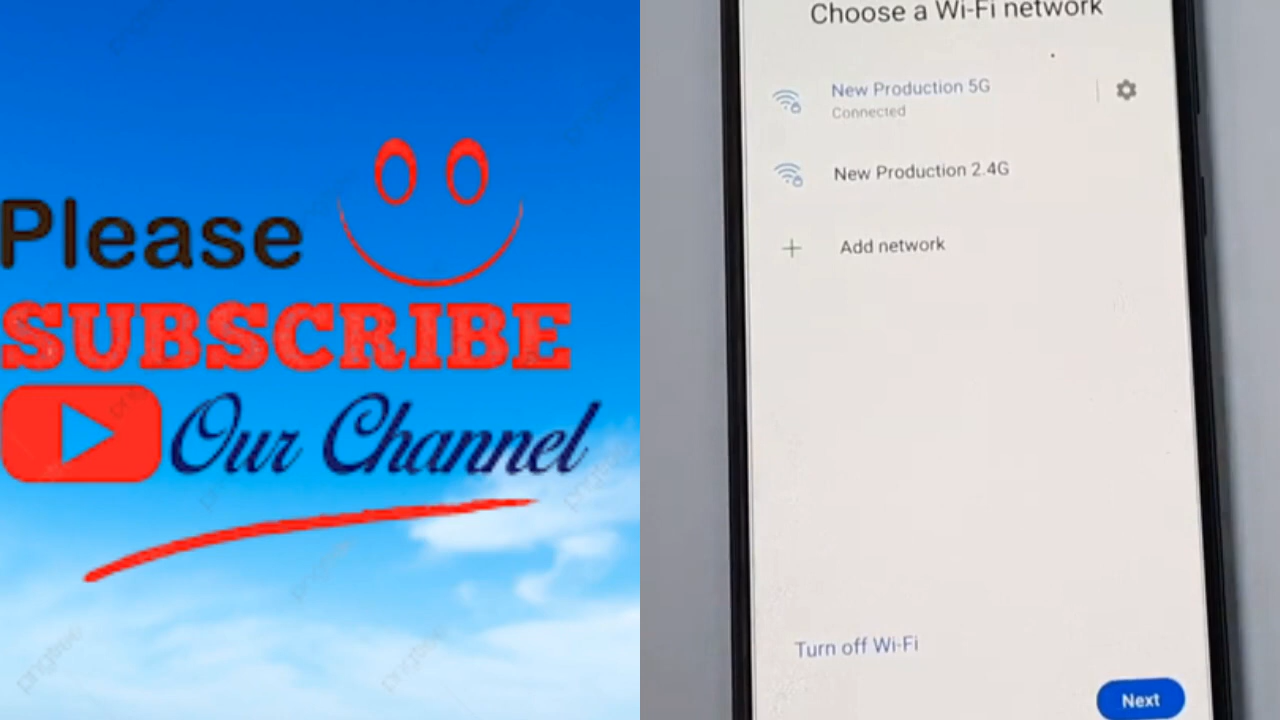 Please
SUBSCRIBE
Our Channel
Choose a Wi-Fi network
New Production 5G
Connected
New Production 2.4G
Add network
Turn off Wi-Fi
Next